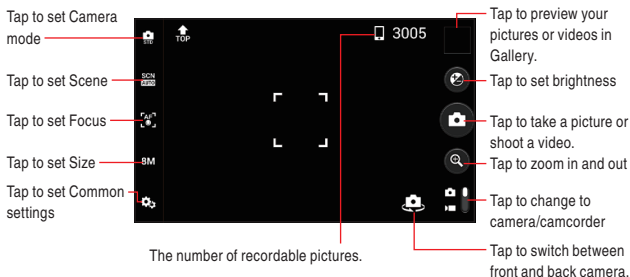 Tap to set Camera
mode
Tap to set Scene
Tap to set Focus
Tap to set Size
Tap to set Common
settings
STD
SCN
AUTO
AF
8M
TOP
3005
The number of recordable pictures.
Tap to preview your
pictures or videos in
Gallery.
Tap to set brightness
Tap to take a picture or
shoot a video.
Tap to zoom in and out
Tap to change to
camera/camcorder
Tap to switch between
front and back camera.